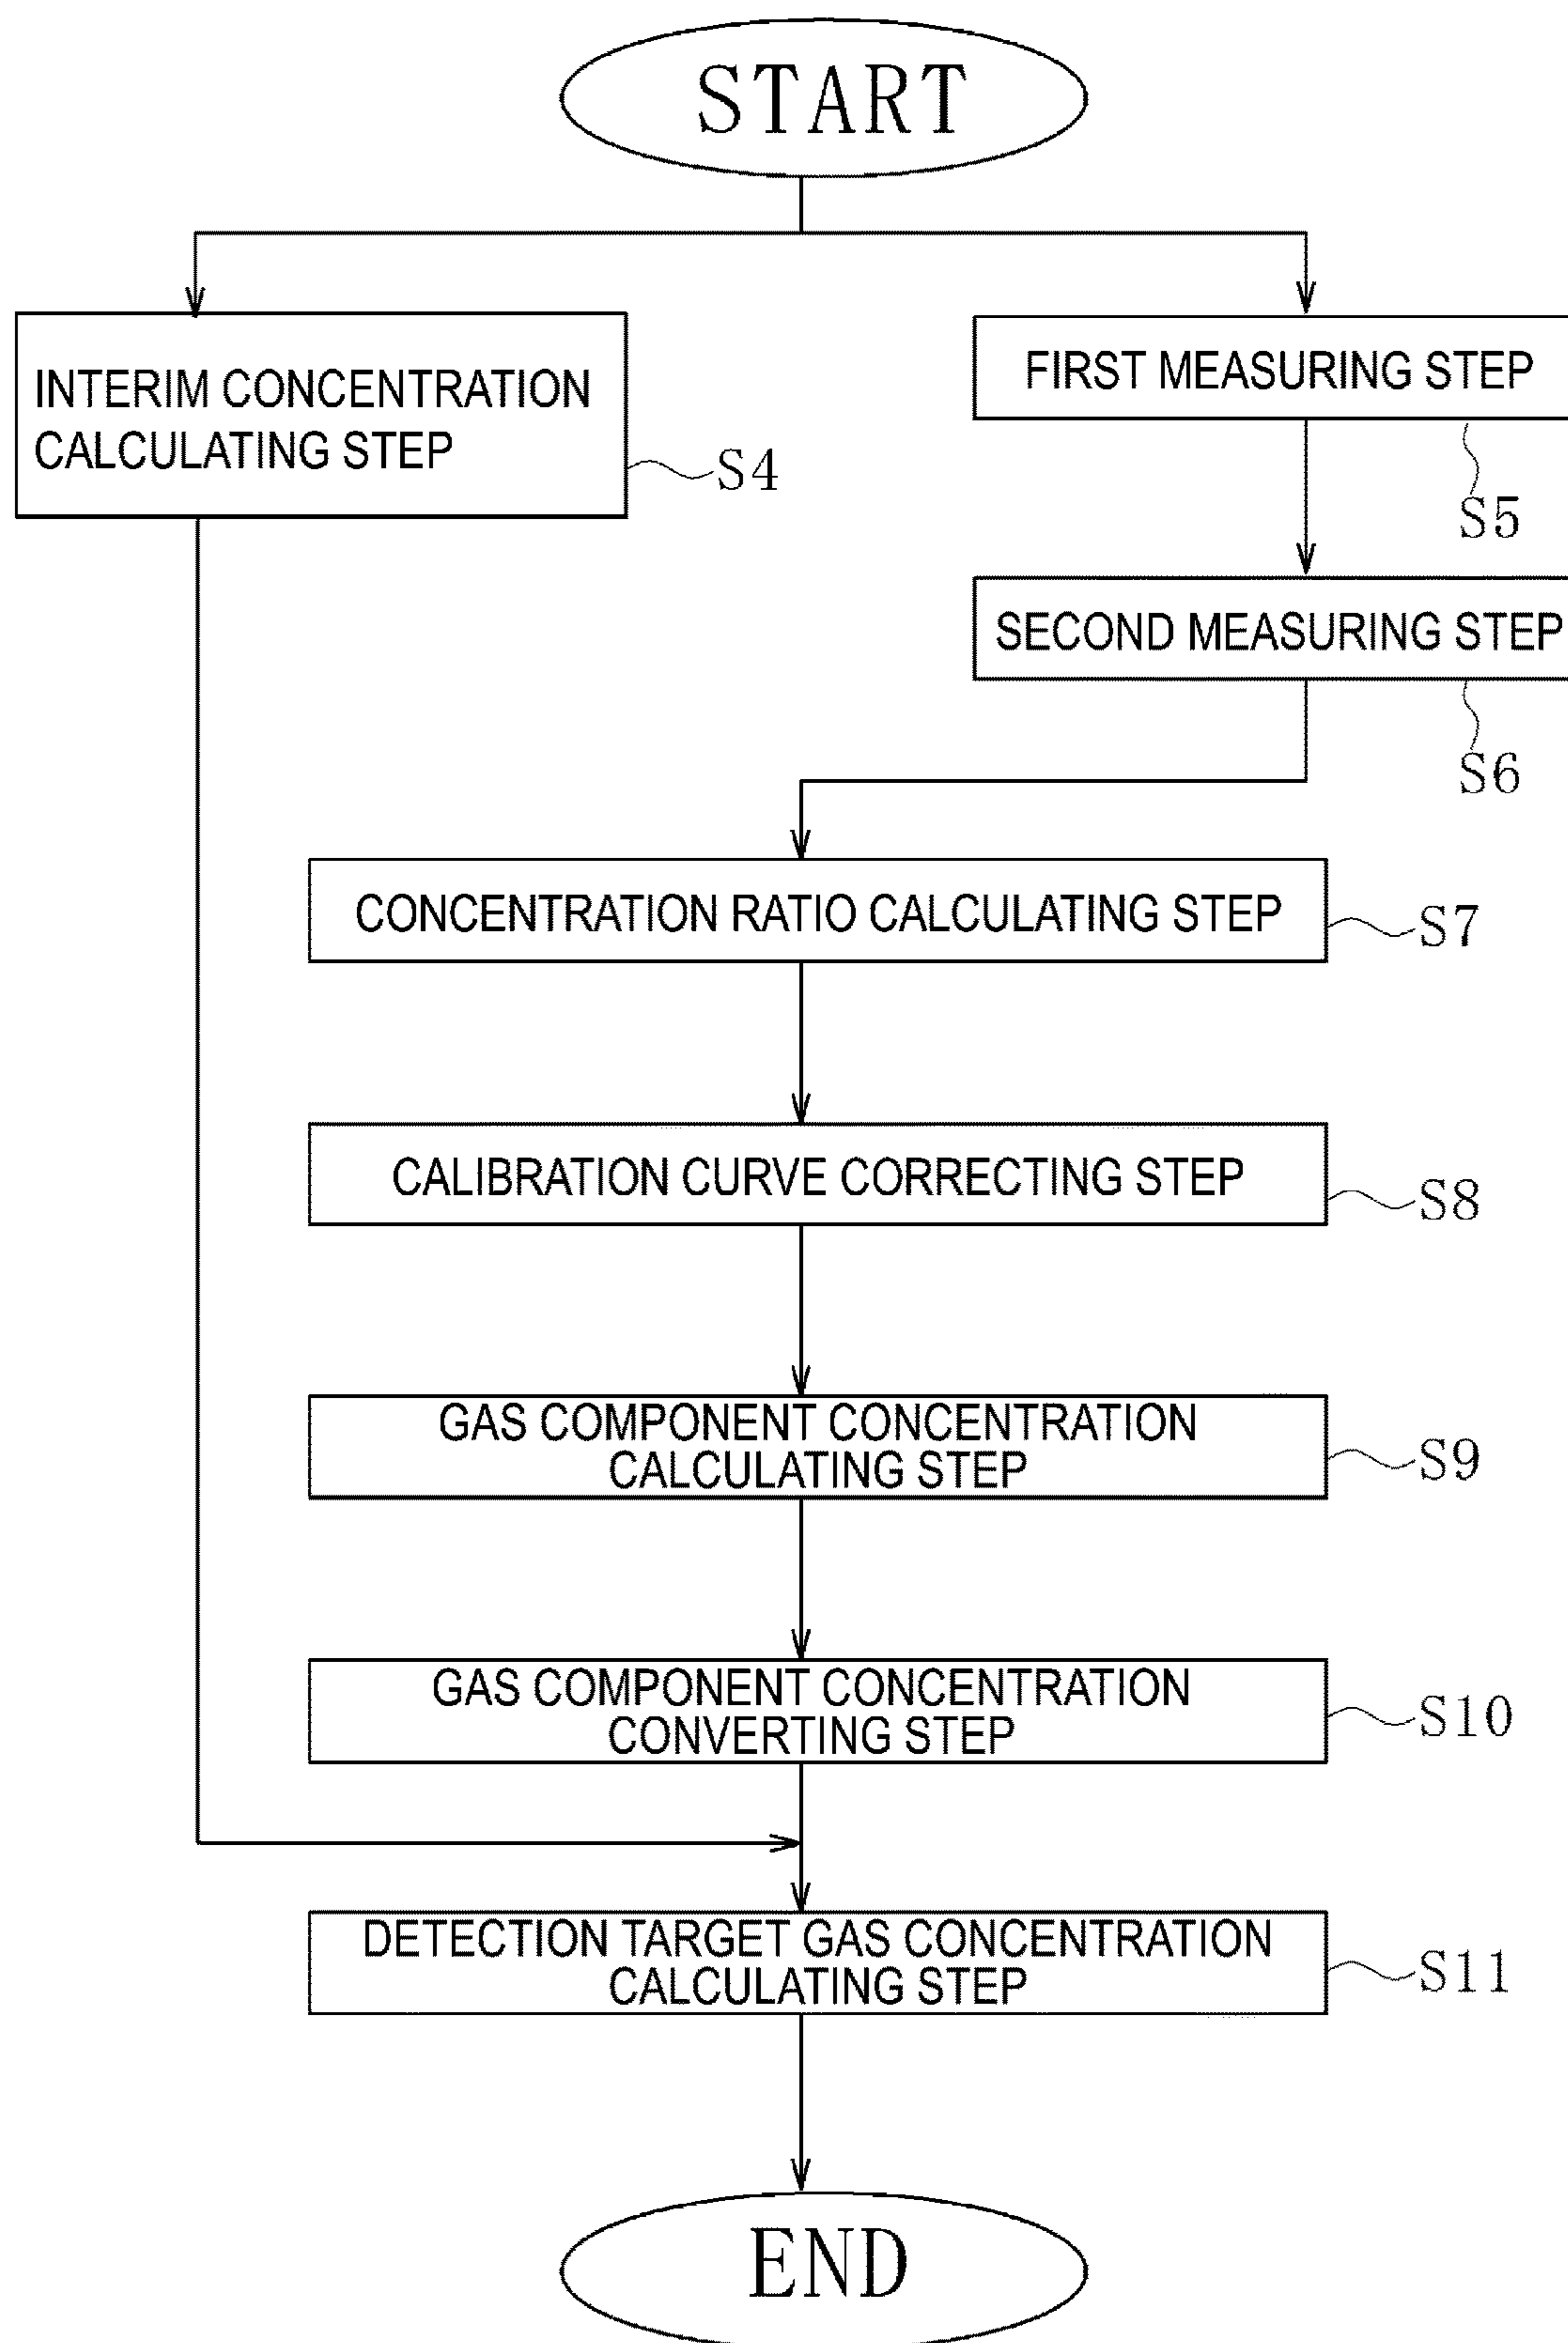 START
INTERIM CONCENTRATION
CALCULATING STEP
S4
FIRST MEASURING STEP
S5
SECOND MEASURING STEP
S6
CONCENTRATION RATIO CALCULATING STEP
S7
CALIBRATION CURVE CORRECTING STEP
S8
GAS COMPONENT CONCENTRATION
CALCULATING STEP
S9
GAS COMPONENT CONCENTRATION
CONVERTING STEP
S10
DETECTION TARGET GAS CONCENTRATION
CALCULATING STEP
S11
END